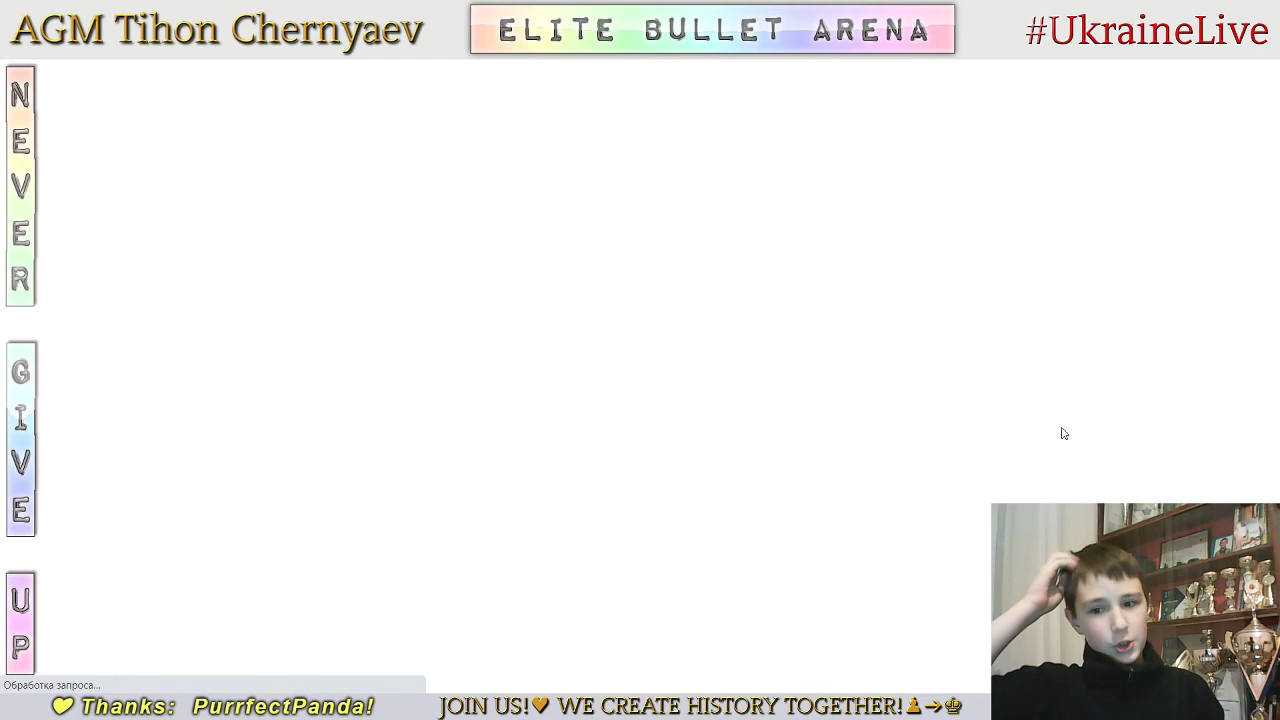 AGM Tihon Chernyaev
ELITE BULLET ARENA
#UkraineLive
NEVER
GIVE
UP
Обработка запроса...
Thanks: PurrfectPanda!
JOIN US!🧡 WE CREATE HISTORY TOGETHER!♟→♚